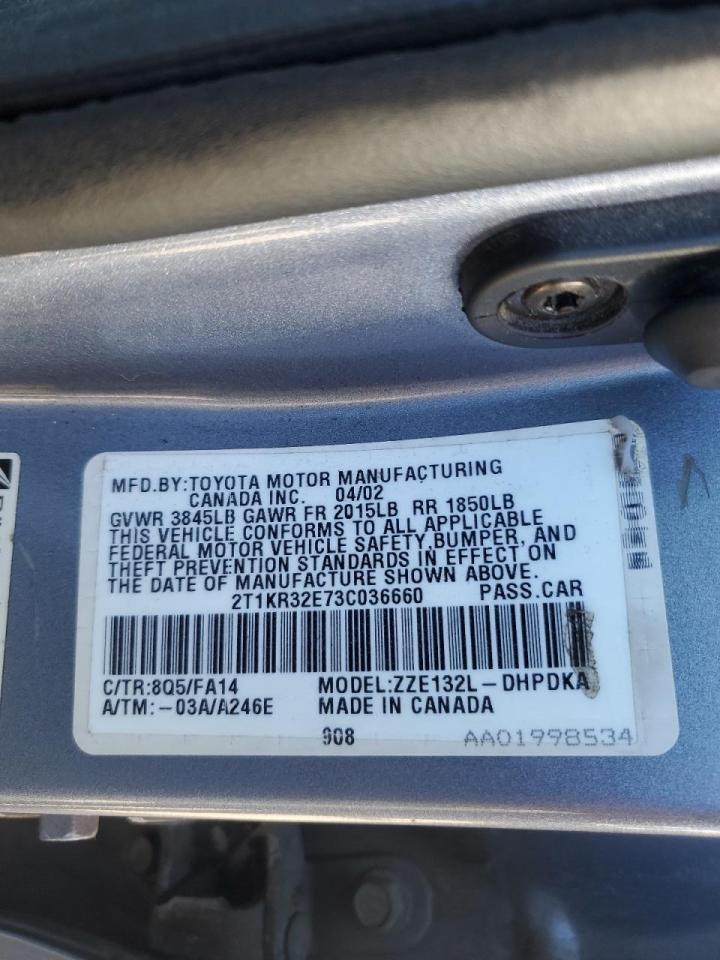 MFD.BY:TOYOTA MOTOR MANUFACTURING
CANADA INC. 04/02
GVWR 3845LB GAWR FR 2015LB RR 1850LB
THIS VEHICLE CONFORMS TO ALL APPLICABLE
FEDERAL MOTOR VEHICLE SAFETY,BUMPER, AND
THEFT PREVENTION STANDARDS IN EFFECT ON
THE DATE OF MANUFACTURE SHOWN ABOVE.
2T1KR32E73C036660 PASS.CAR
C/TR:8Q5/FA14 MODEL:ZZE132L-DHPDKA
A/TM:-03A/A246E MADE IN CANADA
908 AA01998534